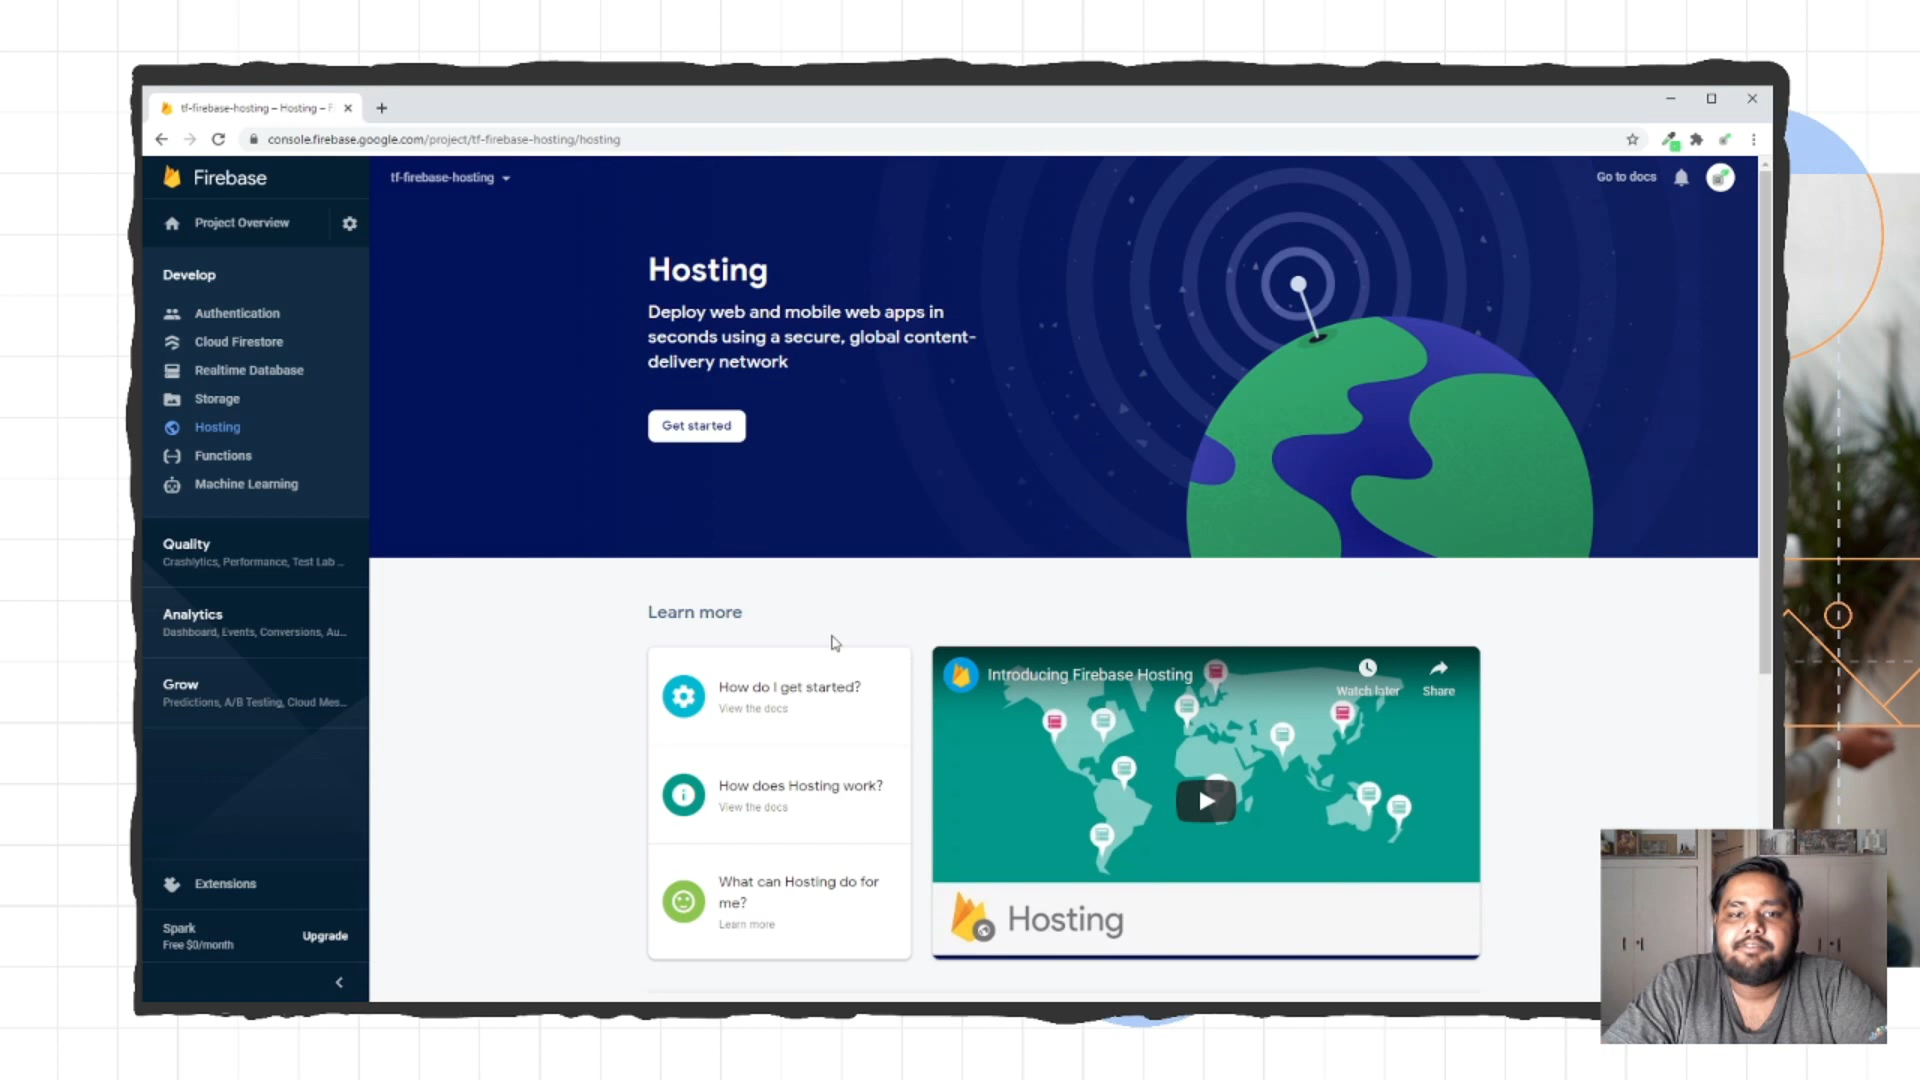 tf-firebase-hosting – Hosting – F
console.firebase.google.com/project/tf-firebase-hosting/hosting
Firebase
tf-firebase-hosting
Go to docs
Project Overview
Develop
Authentication
Cloud Firestore
Realtime Database
Storage
Hosting
Functions
Machine Learning
Quality
Crashlytics, Performance, Test Lab ...
Analytics
Dashboard, Events, Conversions, Au...
Grow
Predictions, A/B Testing, Cloud Mes...
Extensions
Spark
Free $0/month
Upgrade
Hosting
Deploy web and mobile web apps in
seconds using a secure, global content-
delivery network
Get started
Learn more
How do I get started?
View the docs
How does Hosting work?
View the docs
What can Hosting do for
me?
Learn more
Introducing Firebase Hosting
Watch later
Share
Hosting